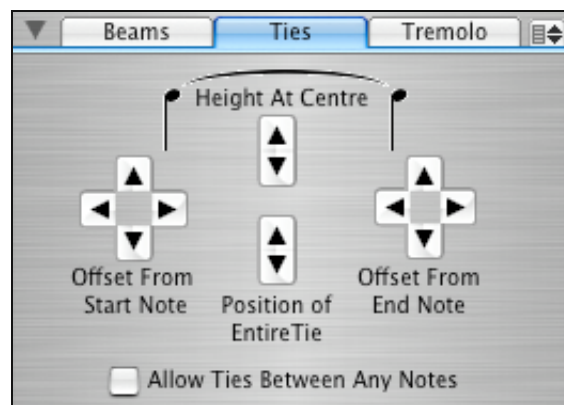 Beams Ties Tremolo
Height At Centre
Offset From
Start Note
Position of
EntireTie
Offset From
End Note
Allow Ties Between Any Notes